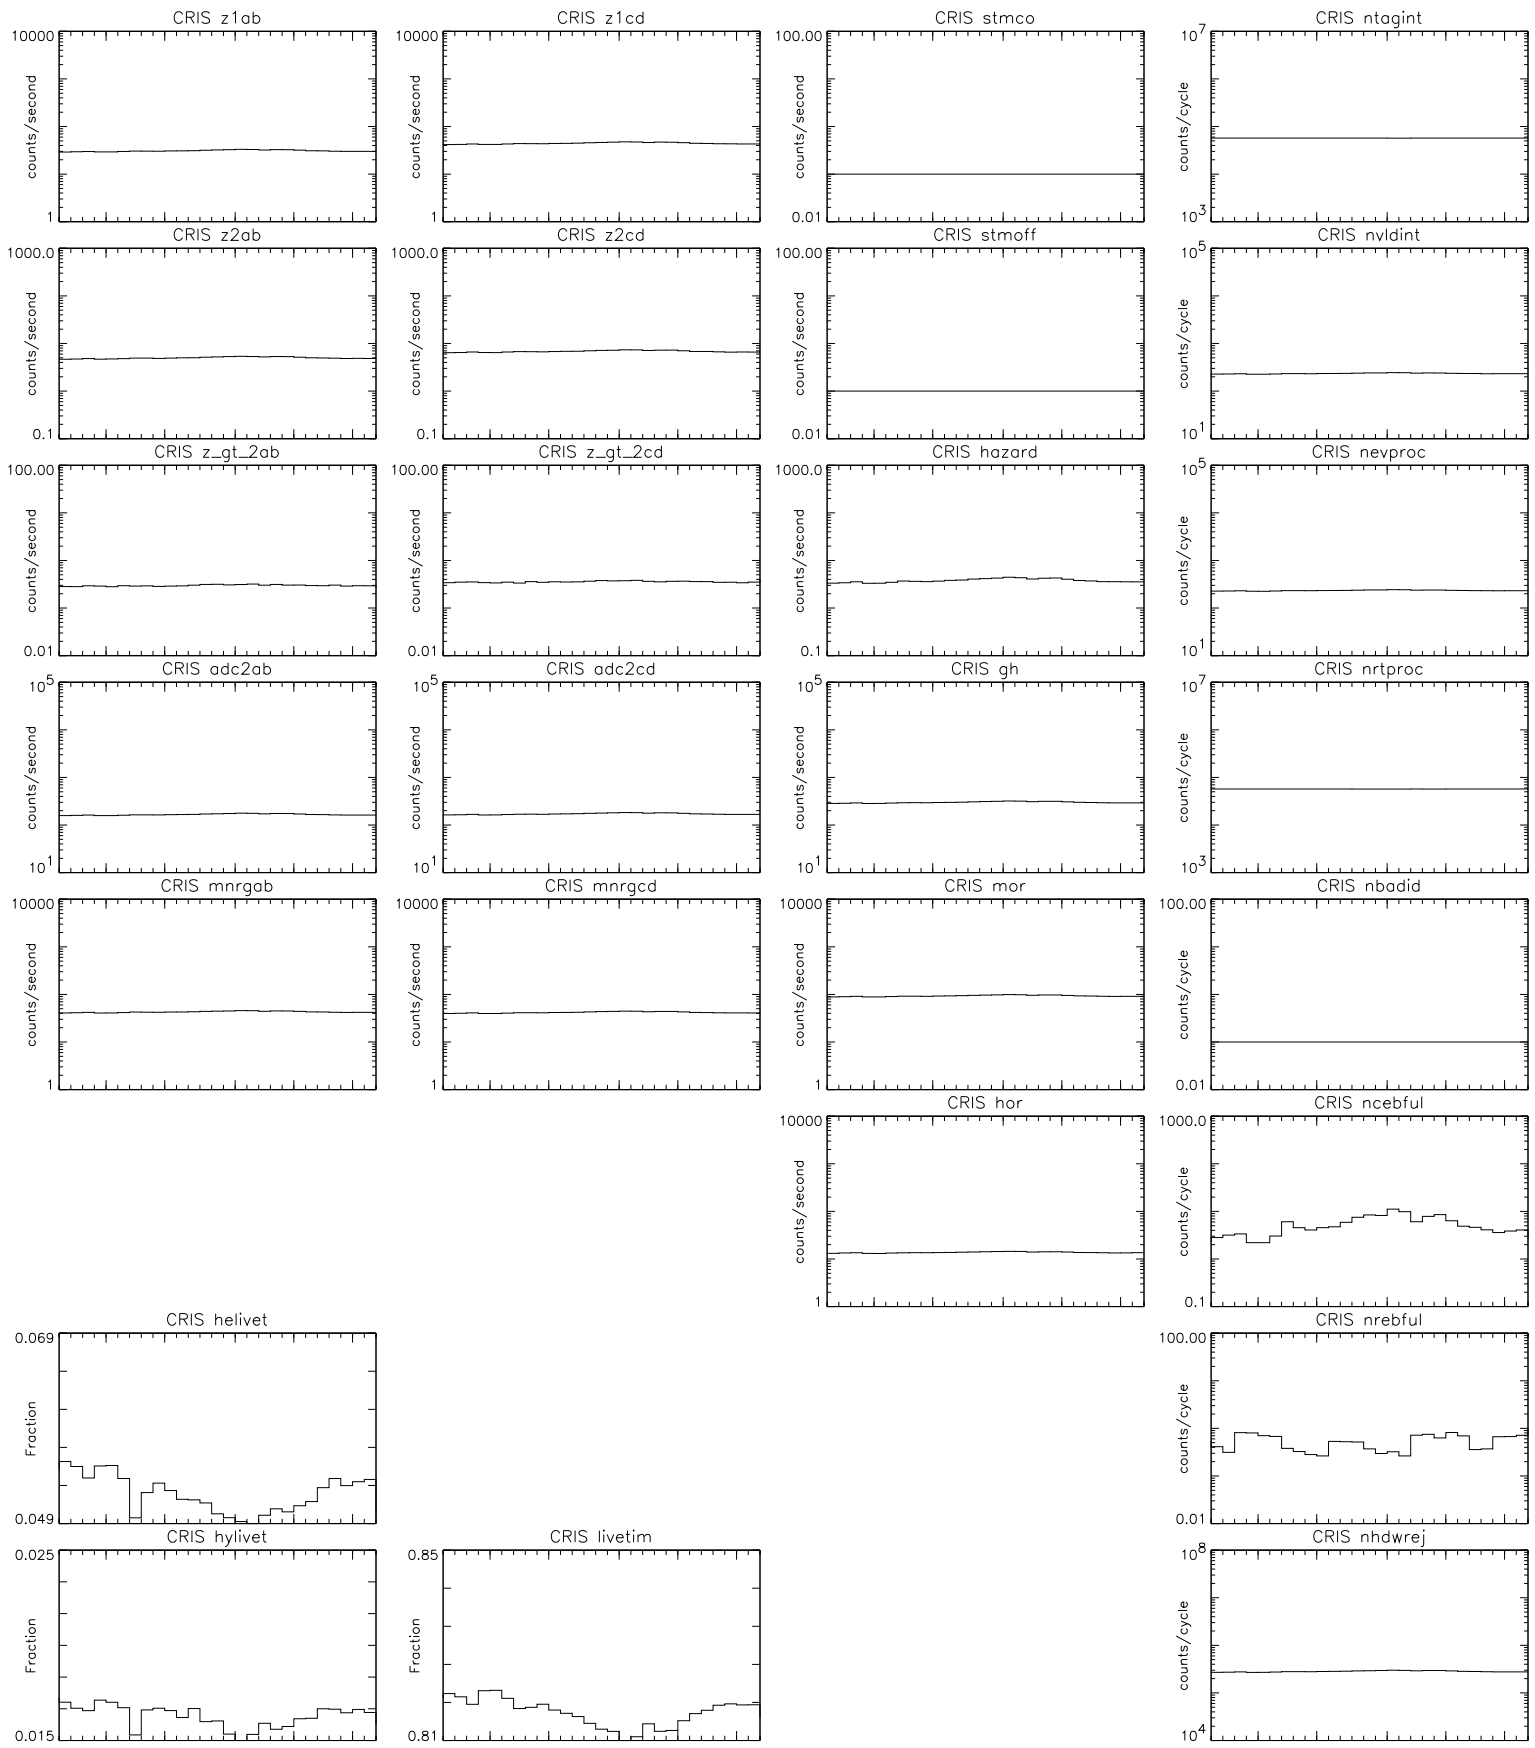 CRIS z1ab
10000
counts/second
1
CRIS z1cd
10000
counts/second
1
CRIS stmco
100.00
counts/second
0.01
CRIS ntagint
10^7
counts/cycle
10^3
CRIS z2ab
1000.0
counts/second
0.1
CRIS z2cd
1000.0
counts/second
0.1
CRIS stmoff
100.00
counts/second
0.01
CRIS nvldint
10^5
counts/cycle
10^1
CRIS z_gt_2ab
100.00
counts/second
0.01
CRIS z_gt_2cd
100.00
counts/second
0.01
CRIS hazard
1000.0
counts/second
0.1
CRIS nevproc
10^5
counts/cycle
10^1
CRIS adc2ab
10^5
counts/second
10^1
CRIS adc2cd
10^5
counts/second
10^1
CRIS gh
10^5
counts/second
10^1
CRIS nrtproc
10^7
counts/cycle
10^3
CRIS mnrgab
10000
counts/second
1
CRIS mnrgcd
10000
counts/second
1
CRIS mor
10000
counts/second
1
CRIS nbadid
100.00
counts/cycle
0.01
CRIS hor
10000
counts/second
1
CRIS ncebful
1000.0
counts/cycle
0.1
CRIS helivet
0.069
Fraction
0.049
CRIS nrebful
100.00
counts/cycle
0.01
CRIS hylivet
0.025
Fraction
0.015
CRIS livetim
0.85
Fraction
0.81
CRIS nhdwrej
10^8
counts/cycle
10^4